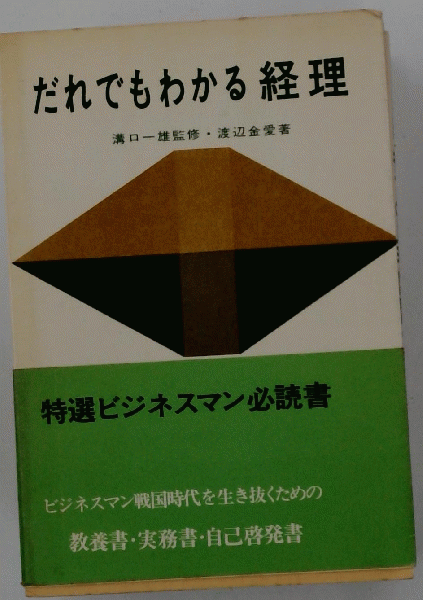 だれでもわかる経理
溝口一雄監修・渡辺金愛著
特選ビジネスマン必読書
ビジネスマン戦国時代を生き抜くための
教養書・実務書・自己啓発書